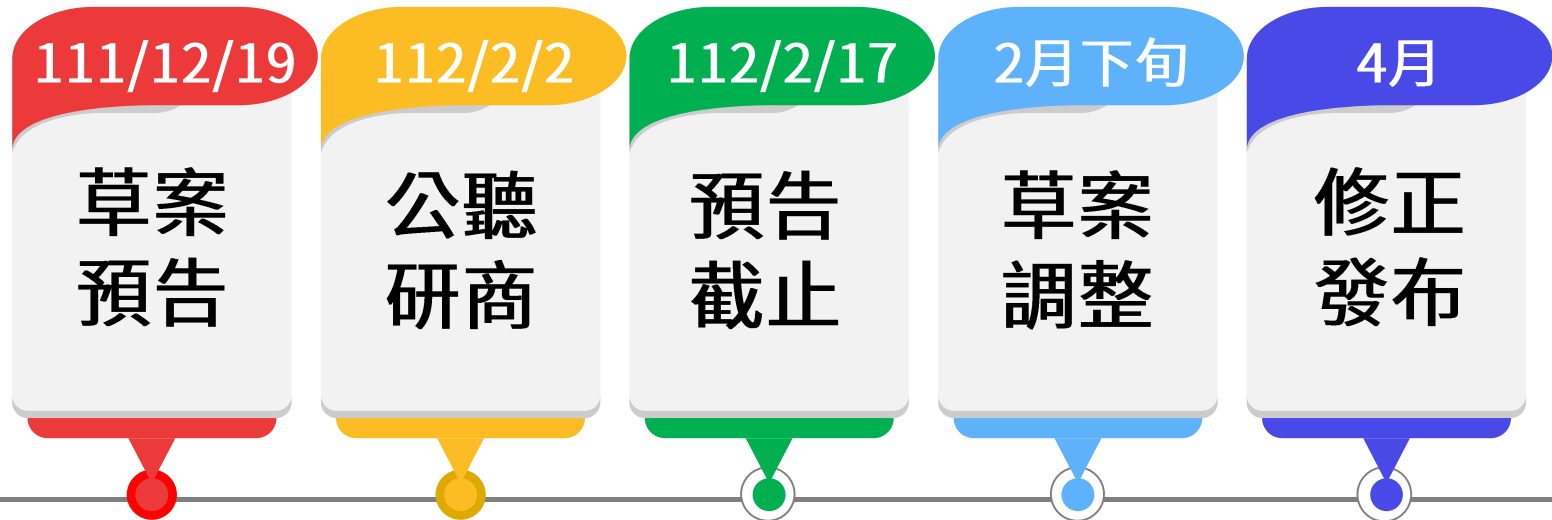 111/12/19
草案
預告
112/2/2
公聽
研商
112/2/17
預告
截止
2月下旬
草案
調整
4月
修正
發布